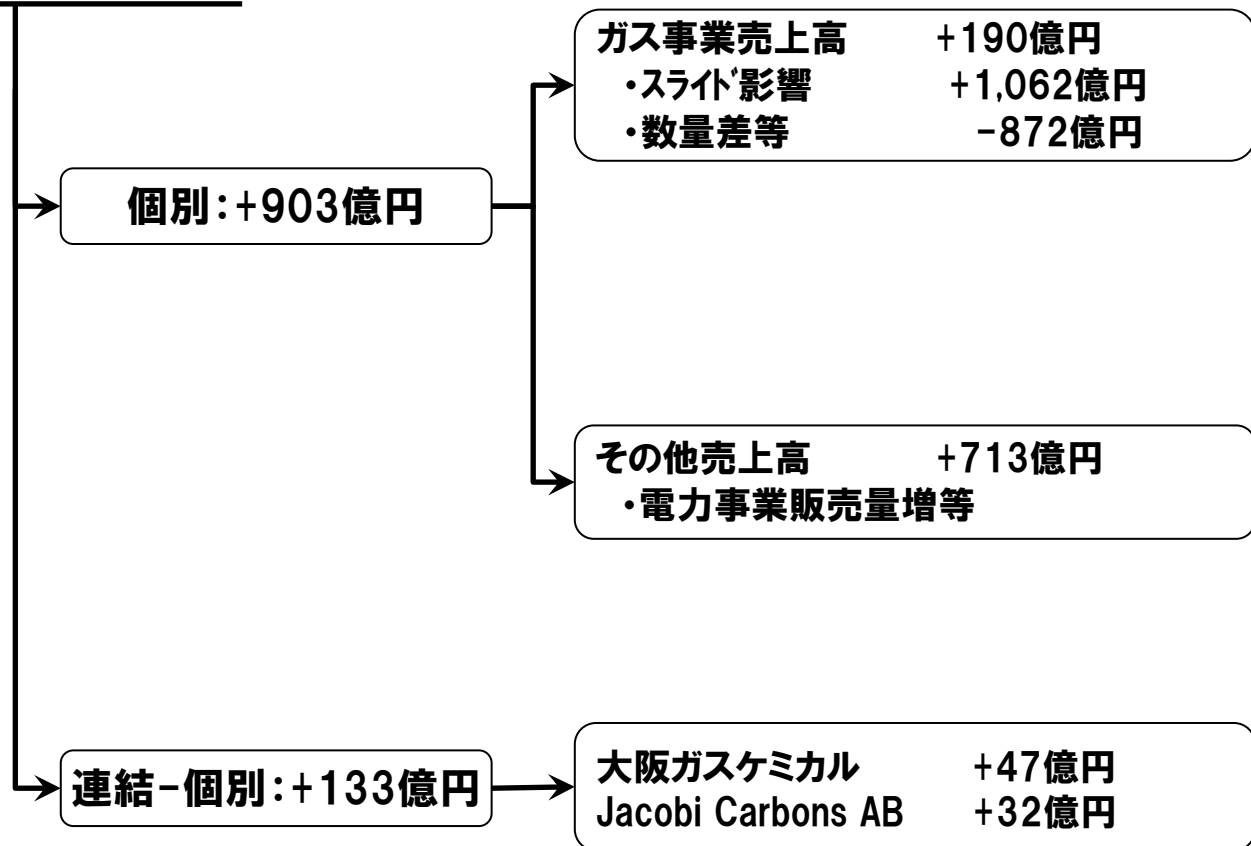 ガス事業売上高 +190億円
・スライド影響 +1,062億円
・数量差等 -872億円
個別：+903億円
その他売上高 +713億円
・電力事業販売量増等
連結-個別：+133億円
大阪ガスケミカル +47億円
Jacobi Carbons AB +32億円